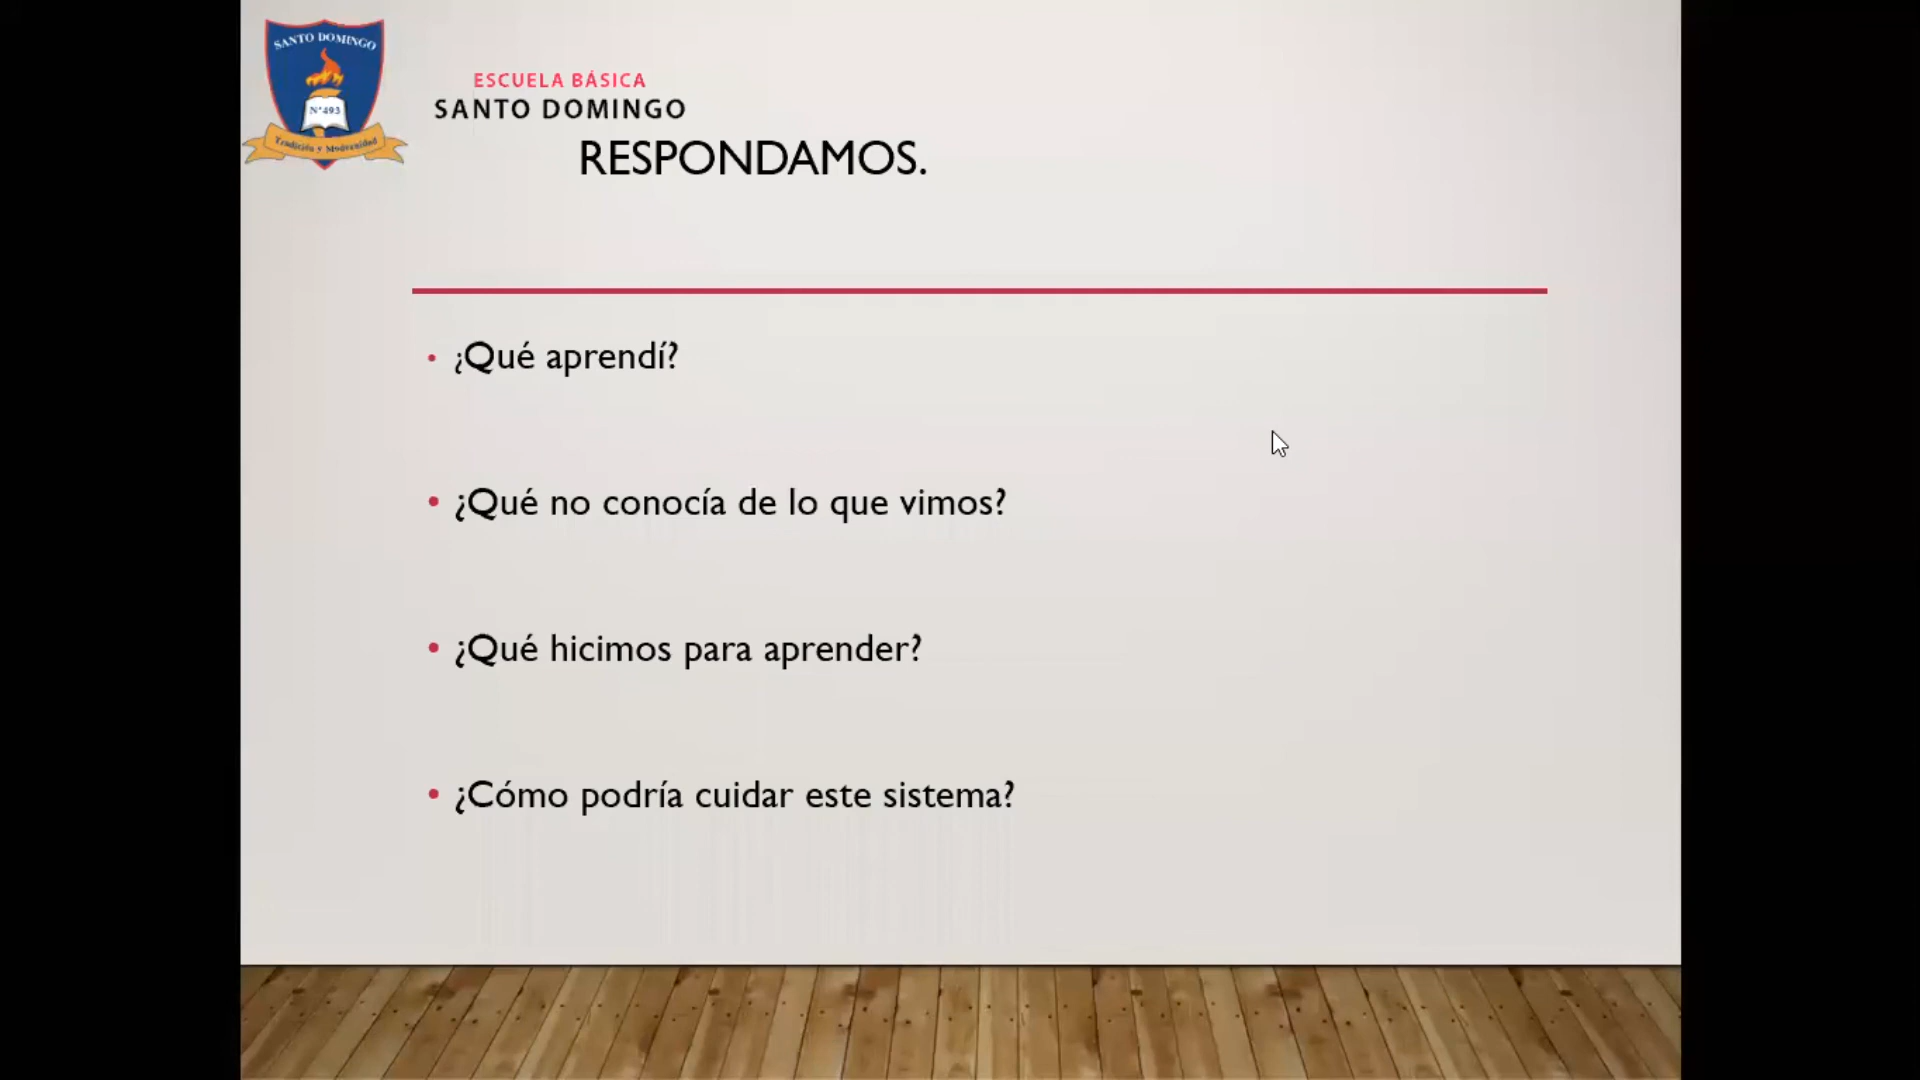 SANTO DOMINGO
N°493
Tradición y Modernidad
ESCUELA BÁSICA
SANTO DOMINGO
RESPONDAMOS.
• ¿Qué aprendí?
• ¿Qué no conocía de lo que vimos?
• ¿Qué hicimos para aprender?
• ¿Cómo podría cuidar este sistema?